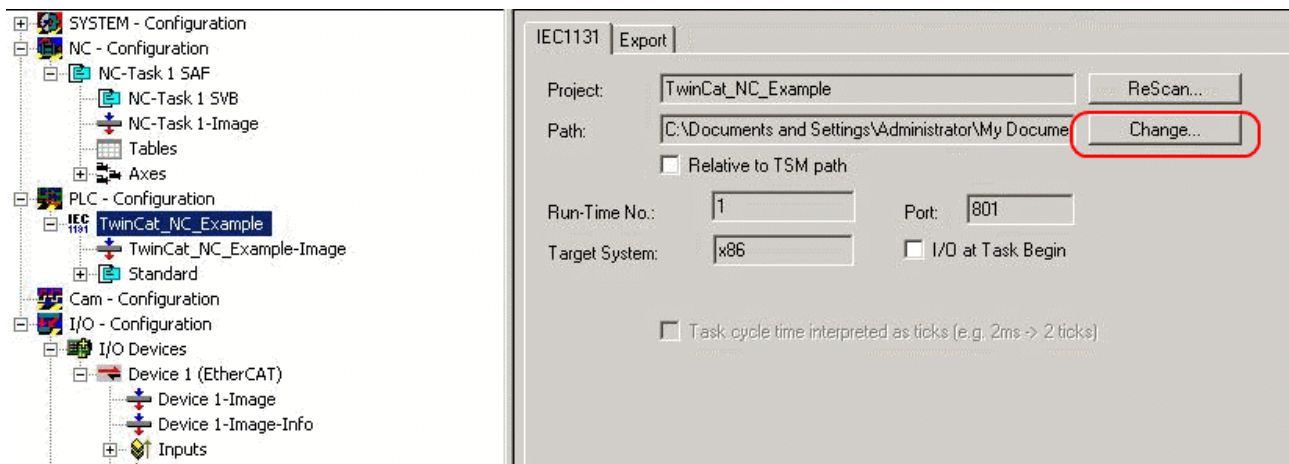 SYSTEM - Configuration
NC - Configuration
NC-Task 1 SAF
NC-Task 1 SVB
NC-Task 1-Image
Tables
Axes
PLC - Configuration
IEC
1131
TwinCat_NC_Example
TwinCat_NC_Example-Image
Standard
Cam - Configuration
I/O - Configuration
I/O Devices
Device 1 (EtherCAT)
Device 1-Image
Device 1-Image-Info
Inputs
IEC1131 Export
Project: TwinCat_NC_Example ReScan...
Path: C:\Documents and Settings\Administrator\My Docume Change...
Relative to TSM path
Run-Time No.: 1 Port: 801
Target System: x86 I/O at Task Begin
Task cycle time interpreted as ticks (e.g. 2ms -> 2 ticks)